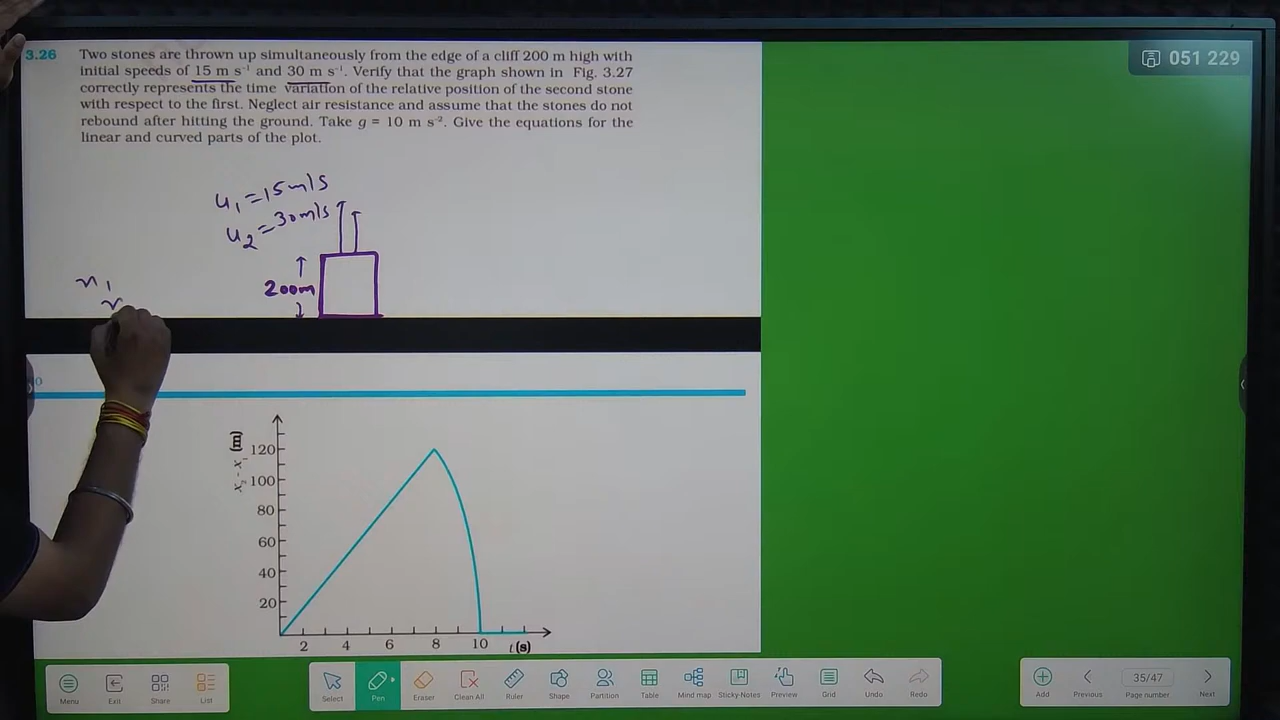 3.26 Two stones are thrown up simultaneously from the edge of a cliff 200 m high with
initial speeds of 15 m s⁻¹ and 30 m s⁻¹. Verify that the graph shown in Fig. 3.27
correctly represents the time variation of the relative position of the second stone
with respect to the first. Neglect air resistance and assume that the stones do not
rebound after hitting the ground. Take g = 10 m s⁻². Give the equations for the
linear and curved parts of the plot.
051 229
u₁ = 15 m/s
u₂ = 30 m/s
200m
x₁
x₂ - x₁ (m)
120
100
80
60
40
20
2 4 6 8 10 t(s)
Menu Exit Share List
Select Pen Eraser Clean All Ruler Shape Partition Table Mind map Sticky-Notes Preview Grid Undo Redo
Add Previous 35/47 Next
Page number